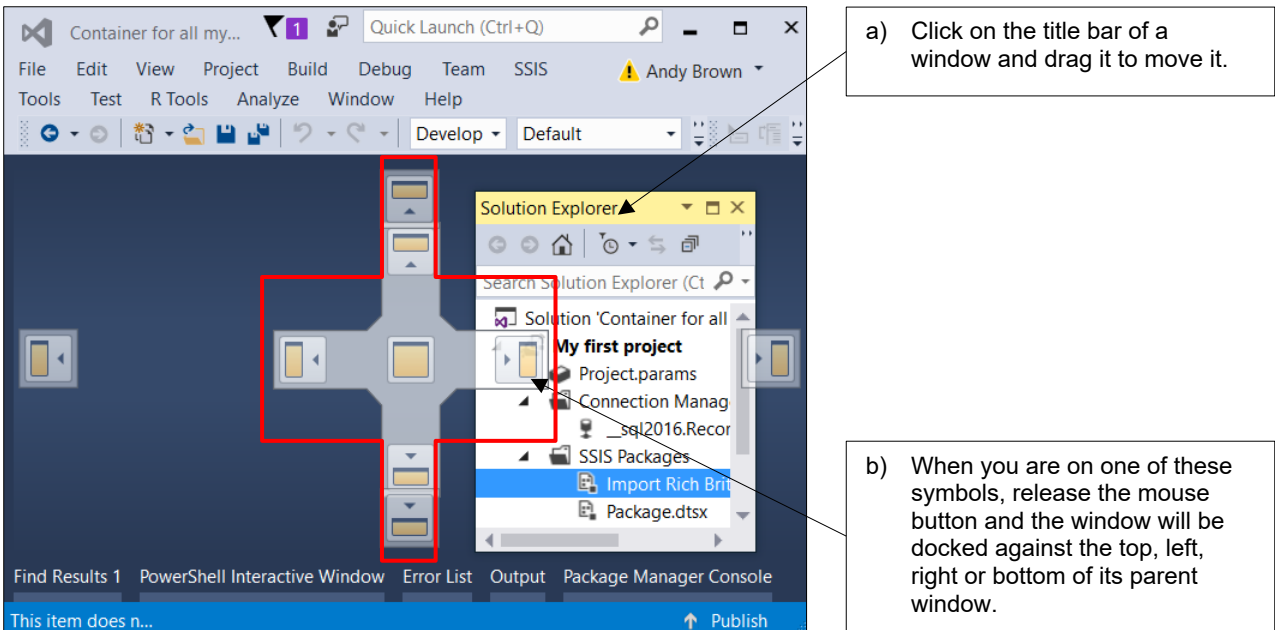 Container for all my...
1
Quick Launch (Ctrl+Q)
File Edit View Project Build Debug Team SSIS
Andy Brown
Tools Test R Tools Analyze Window Help
Develop Default
Solution Explorer
Search Solution Explorer (Ct
Solution 'Container for all
My first project
Project.params
Connection Manag
__sql2016.Recor
SSIS Packages
Import Rich Brit
Package.dtsx
Find Results 1 PowerShell Interactive Window Error List Output Package Manager Console
This item does n...
Publish
a) Click on the title bar of a
window and drag it to move it.
b) When you are on one of these
symbols, release the mouse
button and the window will be
docked against the top, left,
right or bottom of its parent
window.